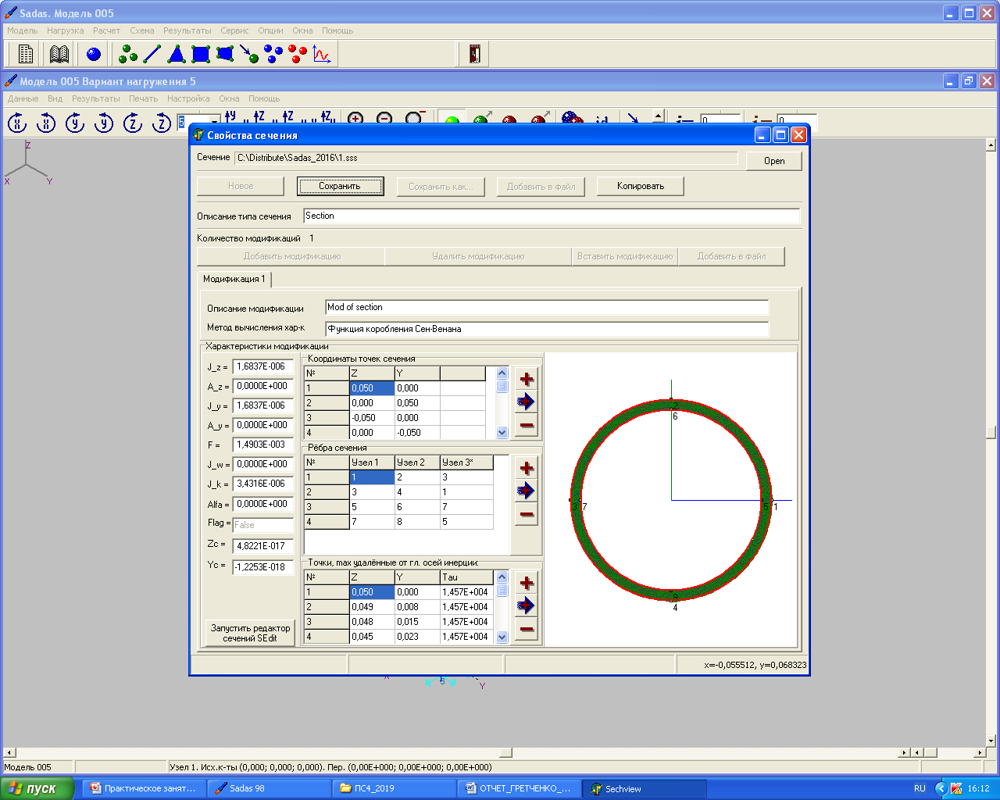 Sadas. Модель 005
Модель Нагрузка Расчет Схема Результаты Сервис Опции Окна Помощь
Модель 005 Вариант нагружения 5
Данные Вид Результаты Печать Настройка Окна Помощь
X X y y Z Z 5
Z
X Y
Свойства сечения
Сечение C:\Distribute\Sadas_2016\1.sss Open
Новое Сохранить Сохранить как... Добавить в файл Копировать
Описание типа сечения Section
Количество модификаций 1
Добавить модификацию Удалить модификацию Вставить модификацию Добавить в файл
Модификация 1
Описание модификации Mod of section
Метод вычисления хар-к Функция коробления Сен-Венана
Характеристики модификации
J_z = 1,6837E-006
A_z = 0,0000E+000
J_y = 1,6837E-006
A_y = 0,0000E+000
F = 1,4903E-003
J_w = 0,0000E+000
J_k = 3,4316E-006
Alfa = 0,0000E+000
Flag = False
Zc = 4,8221E-017
Yc = -1,2253E-018
Запустить редактор
сечений SEdit
Координаты точек сечения
№ Z Y
1 0,050 0,000
2 0,000 0,050
3 -0,050 0,000
4 0,000 -0,050
Рёбра сечения
№ Узел 1 Узел 2 Узел 3*
1 1 2 3
2 3 4 1
3 5 6 7
4 7 8 5
Точки, max удалённые от гл. осей инерции:
№ Z Y Tau
1 0,050 0,000 1,457E+004
2 0,049 0,008 1,457E+004
3 0,048 0,015 1,457E+004
4 0,045 0,023 1,457E+004
2
6
3 7 5 1
8
4
x=-0,055512, y=0,068323
8
Y
Модель 005 Узел 1. Исх.к-ты (0,000; 0,000; 0,000). Пер. (0,00E+000; 0,00E+000; 0,00E+000)
пуск Практическое занят... Sadas 98 ПС4_2019 ОТЧЕТ_ГРЕТЧЕНКО_... Sechview RU 16:12